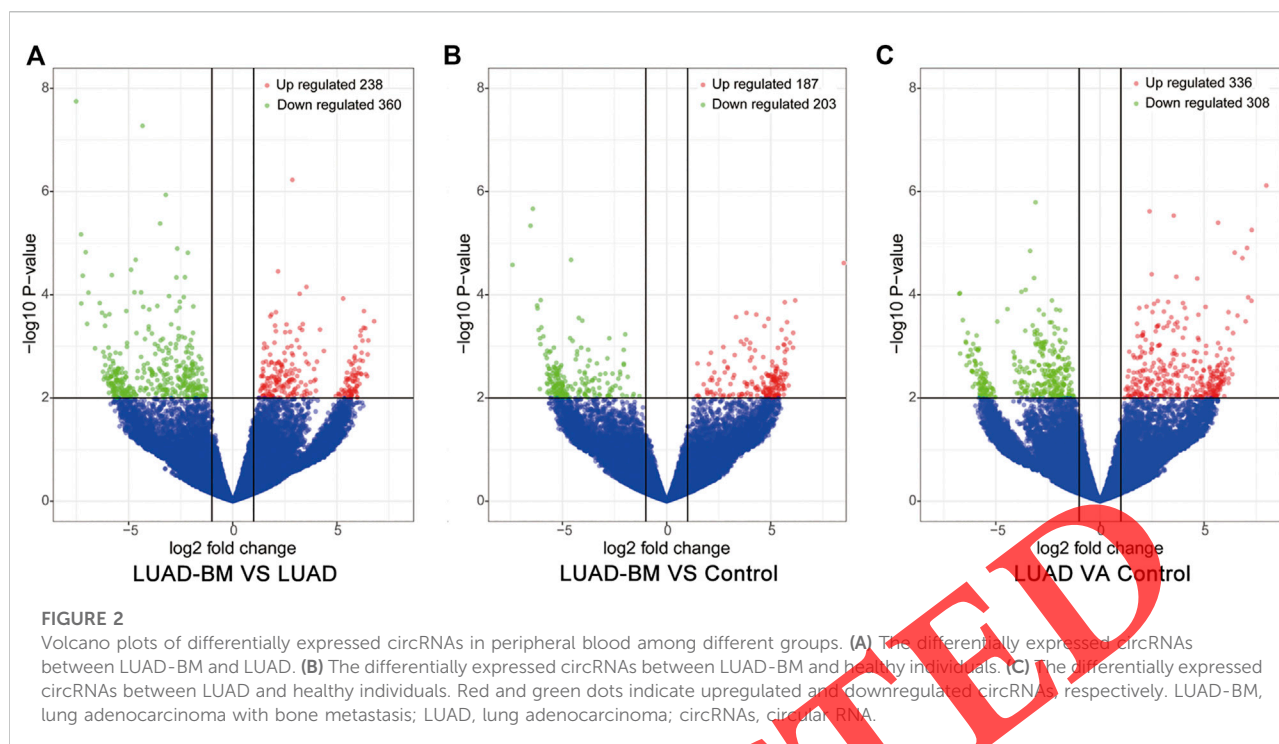 A
B
C
8
6
4
2
0
-log10 P-value
Up regulated 238
Down regulated 360
-5
0
5
log2 fold change
LUAD-BM VS LUAD
8
6
4
2
0
-log10 P-value
Up regulated 187
Down regulated 203
-5
0
5
log2 fold change
LUAD-BM VS Control
8
6
4
2
0
-log10 P-value
Up regulated 336
Down regulated 308
-5
0
5
log2 fold change
LUAD VA Control
FIGURE 2
Volcano plots of differentially expressed circRNAs in peripheral blood among different groups. (A) The differentially expressed circRNAs
between LUAD-BM and LUAD. (B) The differentially expressed circRNAs between LUAD-BM and healthy individuals. (C) The differentially expressed
circRNAs between LUAD and healthy individuals. Red and green dots indicate upregulated and downregulated circRNAs, respectively. LUAD-BM,
lung adenocarcinoma with bone metastasis; LUAD, lung adenocarcinoma; circRNAs, circular RNA.
TED